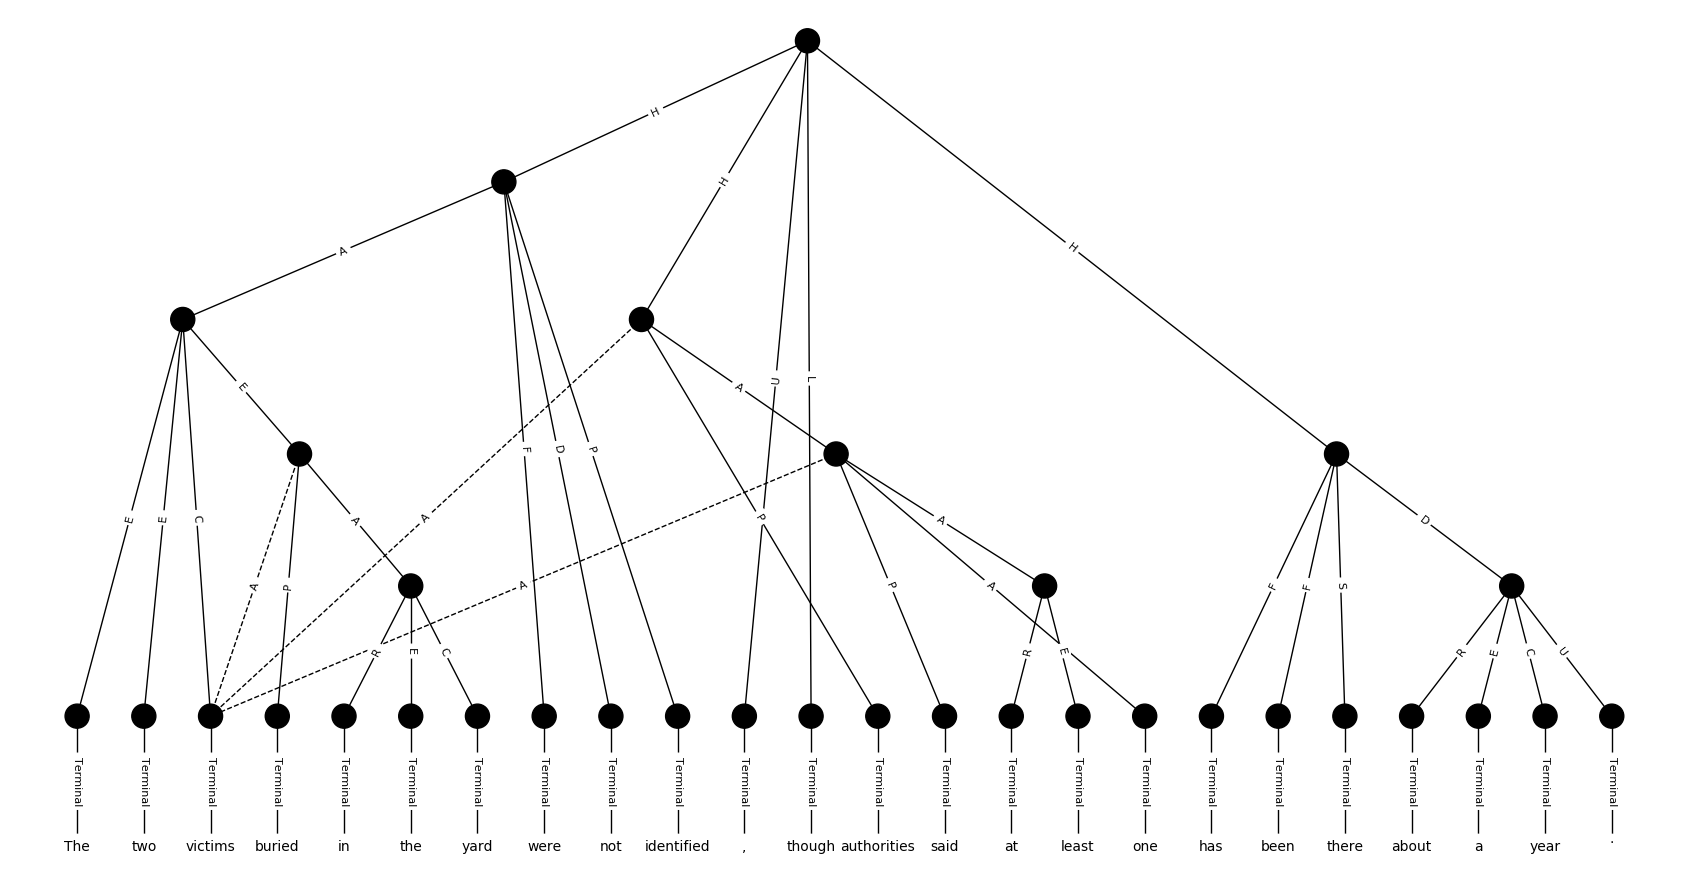 H
H
A
H
U
L
E
A
F
D
P
E
E
C
A
A
P
A
D
A
P
A
P
A
A
F
F
S
R
E
C
R
E
R
E
C
U
Terminal Terminal Terminal Terminal Terminal Terminal Terminal Terminal Terminal Terminal Terminal Terminal Terminal Terminal Terminal Terminal Terminal Terminal Terminal Terminal Terminal Terminal Terminal Terminal
The two victims buried in the yard were not identified , though authorities said at least one has been there about a year .